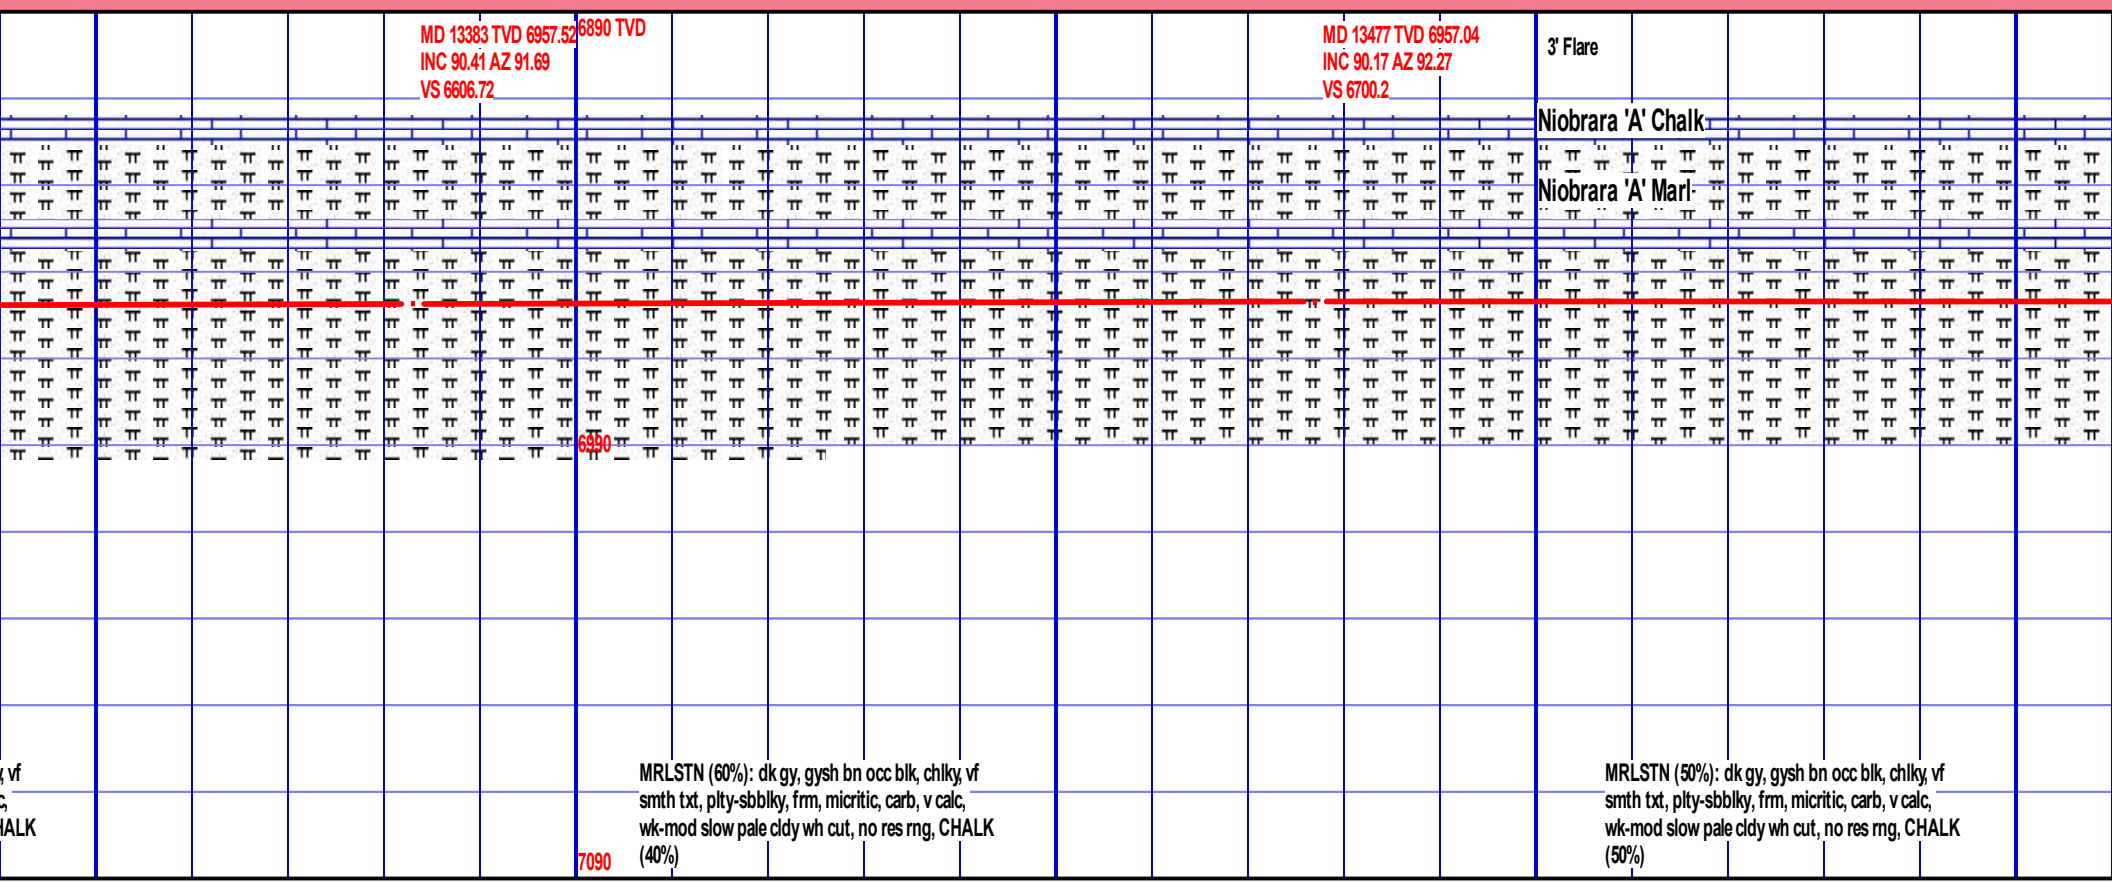 MD 13383 TVD 6957.52
INC 90.41 AZ 91.69
VS 6606.72
6890 TVD
MD 13477 TVD 6957.04
INC 90.17 AZ 92.27
VS 6700.2
3' Flare
Niobrara 'A' Chalk
Niobrara 'A' Marl
6990
vf
MRLSTN (60%): dk gy, gysh bn occ blk, chlky, vf
smth txt, plty-sbblky, frm, micritic, carb, v calc,
wk-mod slow pale cldy wh cut, no res rng, CHALK
(40%)
7090
MRLSTN (50%): dk gy, gysh bn occ blk, chlky, vf
smth txt, plty-sbblky, frm, micritic, carb, v calc,
wk-mod slow pale cldy wh cut, no res rng, CHALK
(50%)